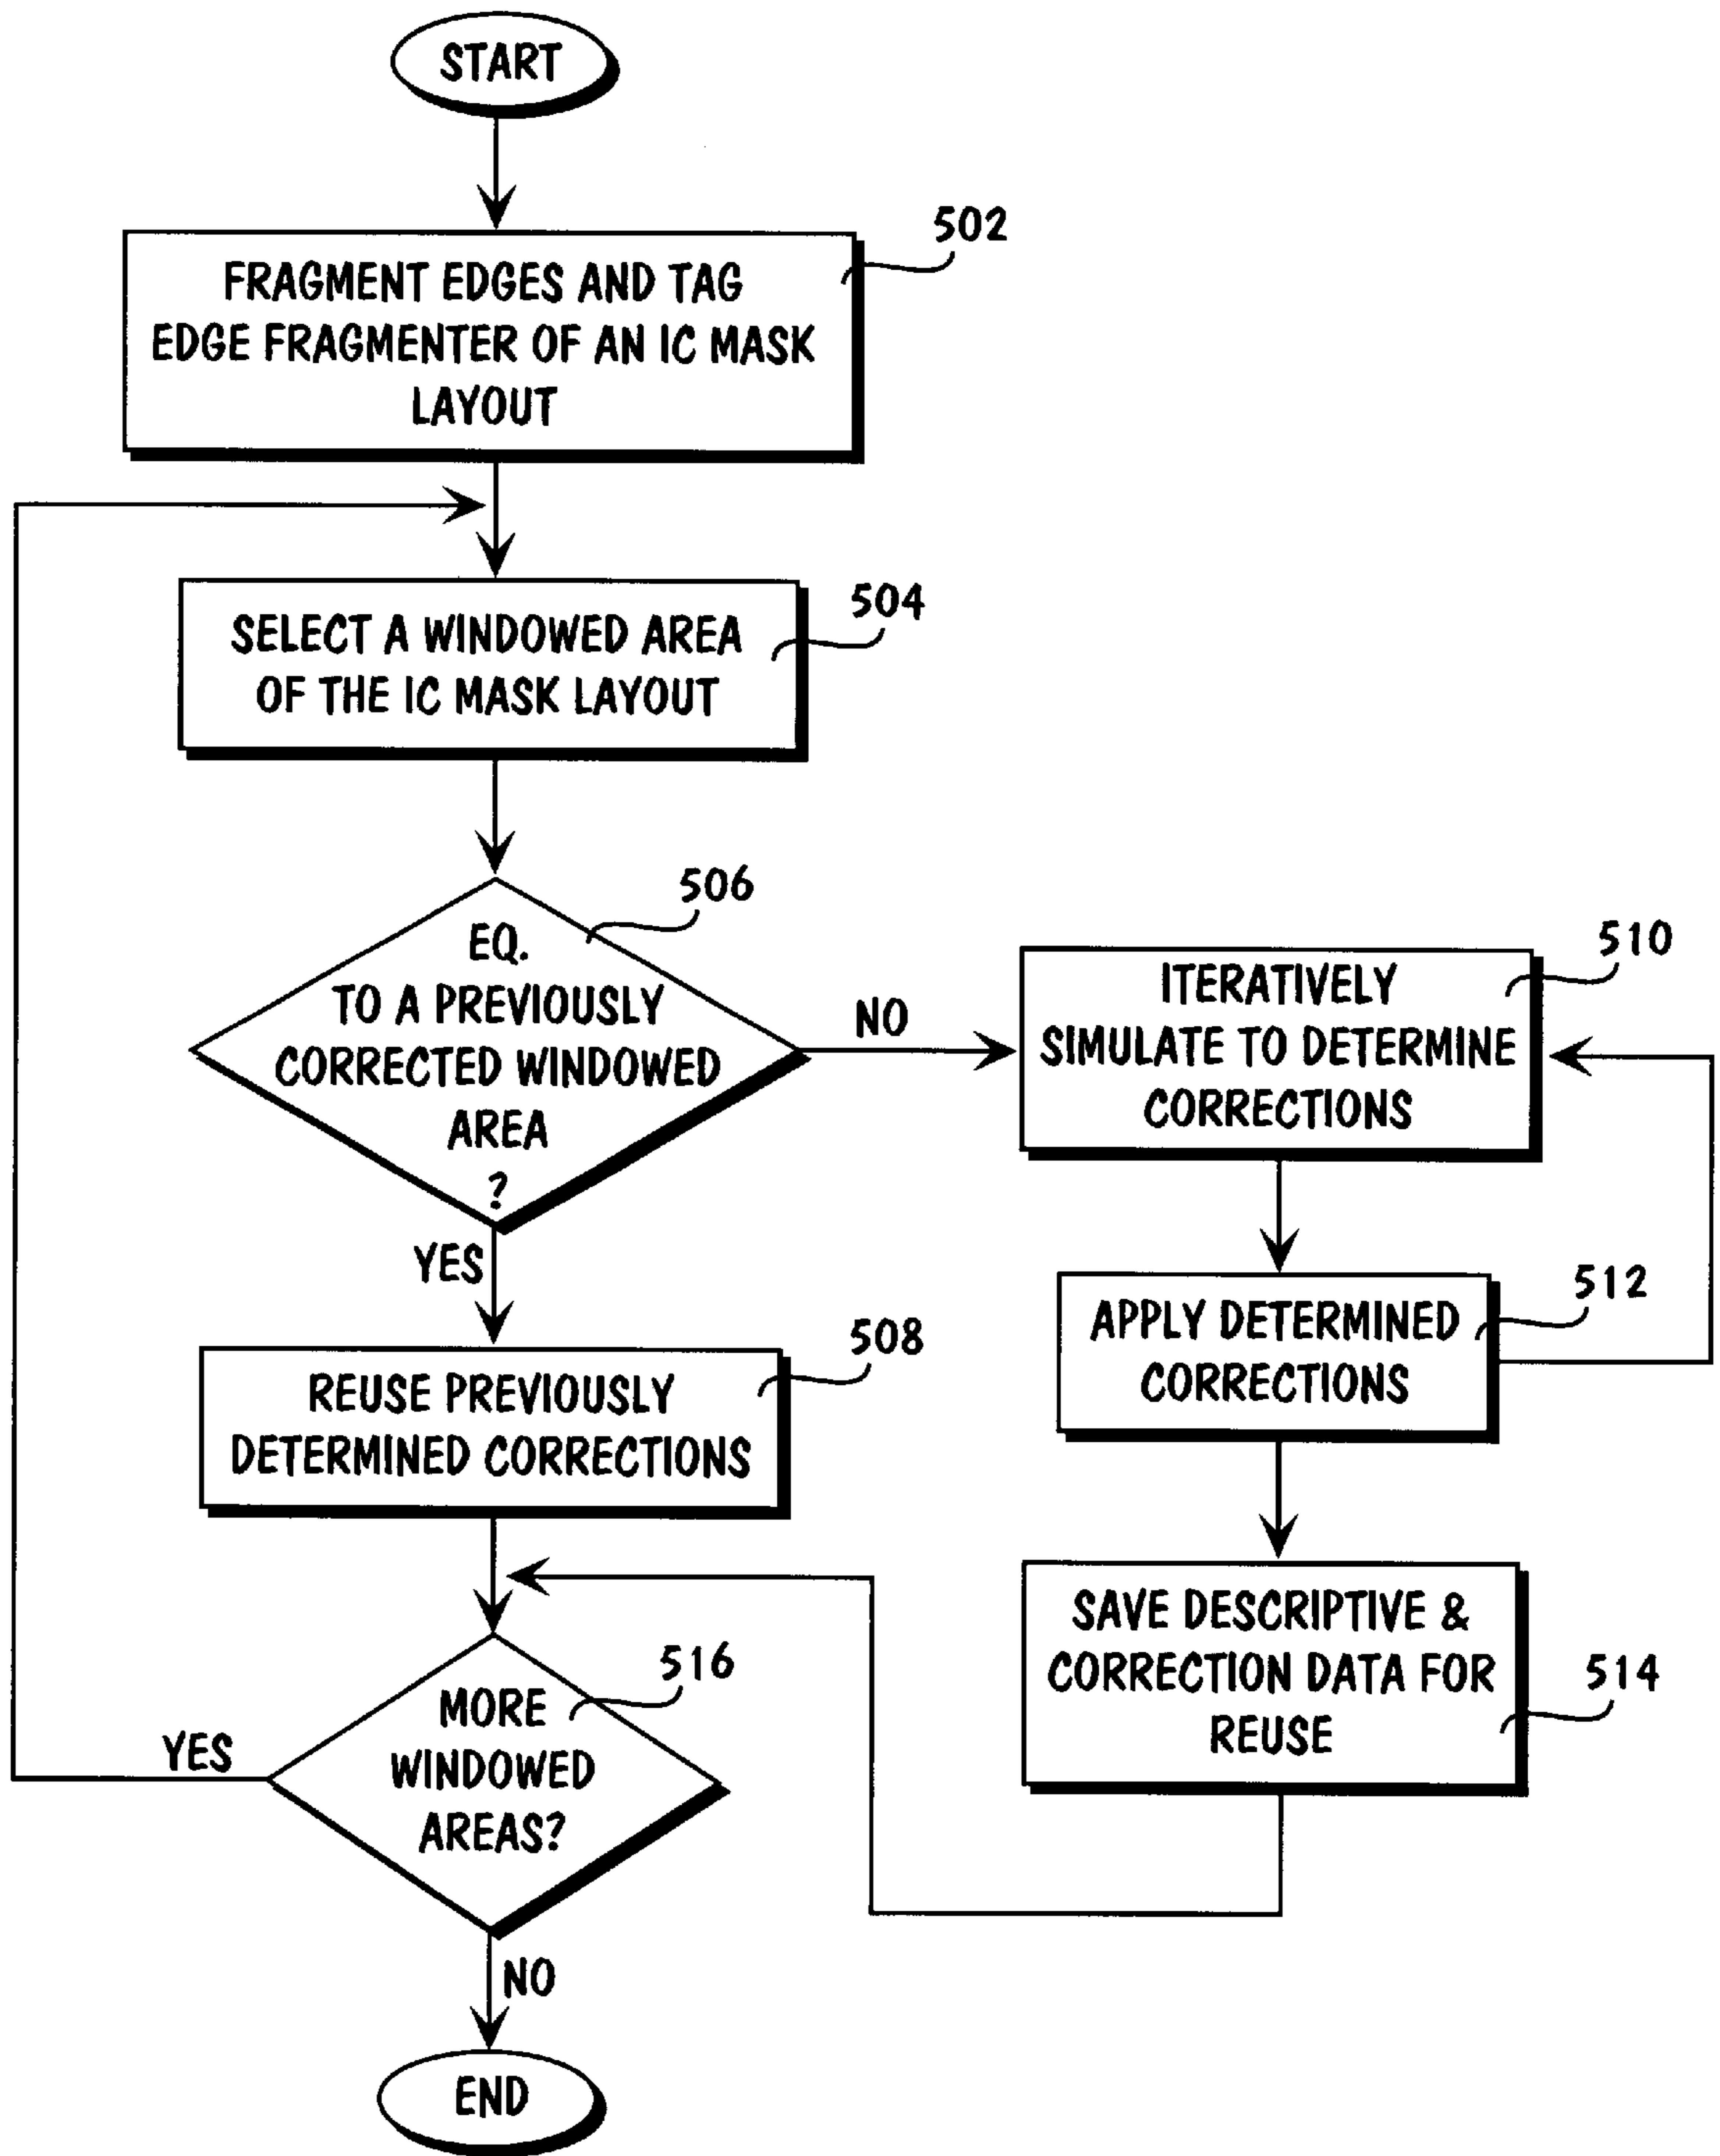 START
502
FRAGMENT EDGES AND TAG
EDGE FRAGMENTER OF AN IC MASK
LAYOUT
504
SELECT A WINDOWED AREA
OF THE IC MASK LAYOUT
506
EQ.
TO A PREVIOUSLY
CORRECTED WINDOWED
AREA
?
NO
510
ITERATIVELY
SIMULATE TO DETERMINE
CORRECTIONS
YES
512
APPLY DETERMINED
CORRECTIONS
508
REUSE PREVIOUSLY
DETERMINED CORRECTIONS
514
SAVE DESCRIPTIVE &
CORRECTION DATA FOR
REUSE
516
MORE
WINDOWED
AREAS?
YES
NO
END